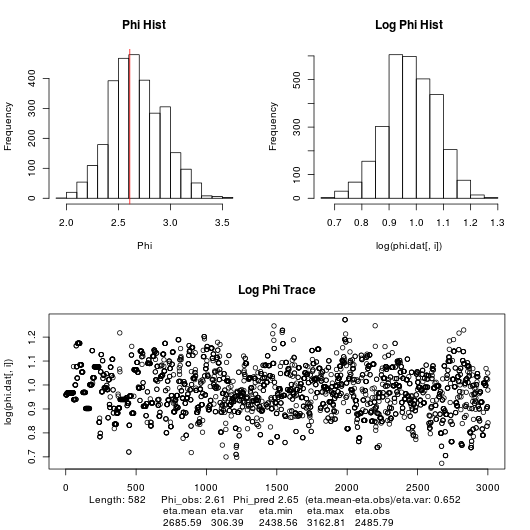 Phi Hist
Frequency
0
100
200
300
400
2.0 2.5 3.0 3.5
Phi
Log Phi Hist
Frequency
0
100
300
500
0.7 0.8 0.9 1.0 1.1 1.2 1.3
log(phi.dat[, i])
Log Phi Trace
log(phi.dat[, i])
0.7 0.8 0.9 1.0 1.1 1.2
0 500 1000 1500 2000 2500 3000
Length: 582 Phi_obs: 2.61 Phi_pred 2.65 (eta.mean-eta.obs)/eta.var: 0.652
eta.mean eta.var eta.min eta.max eta.obs
2685.59 306.39 2438.56 3162.81 2485.79